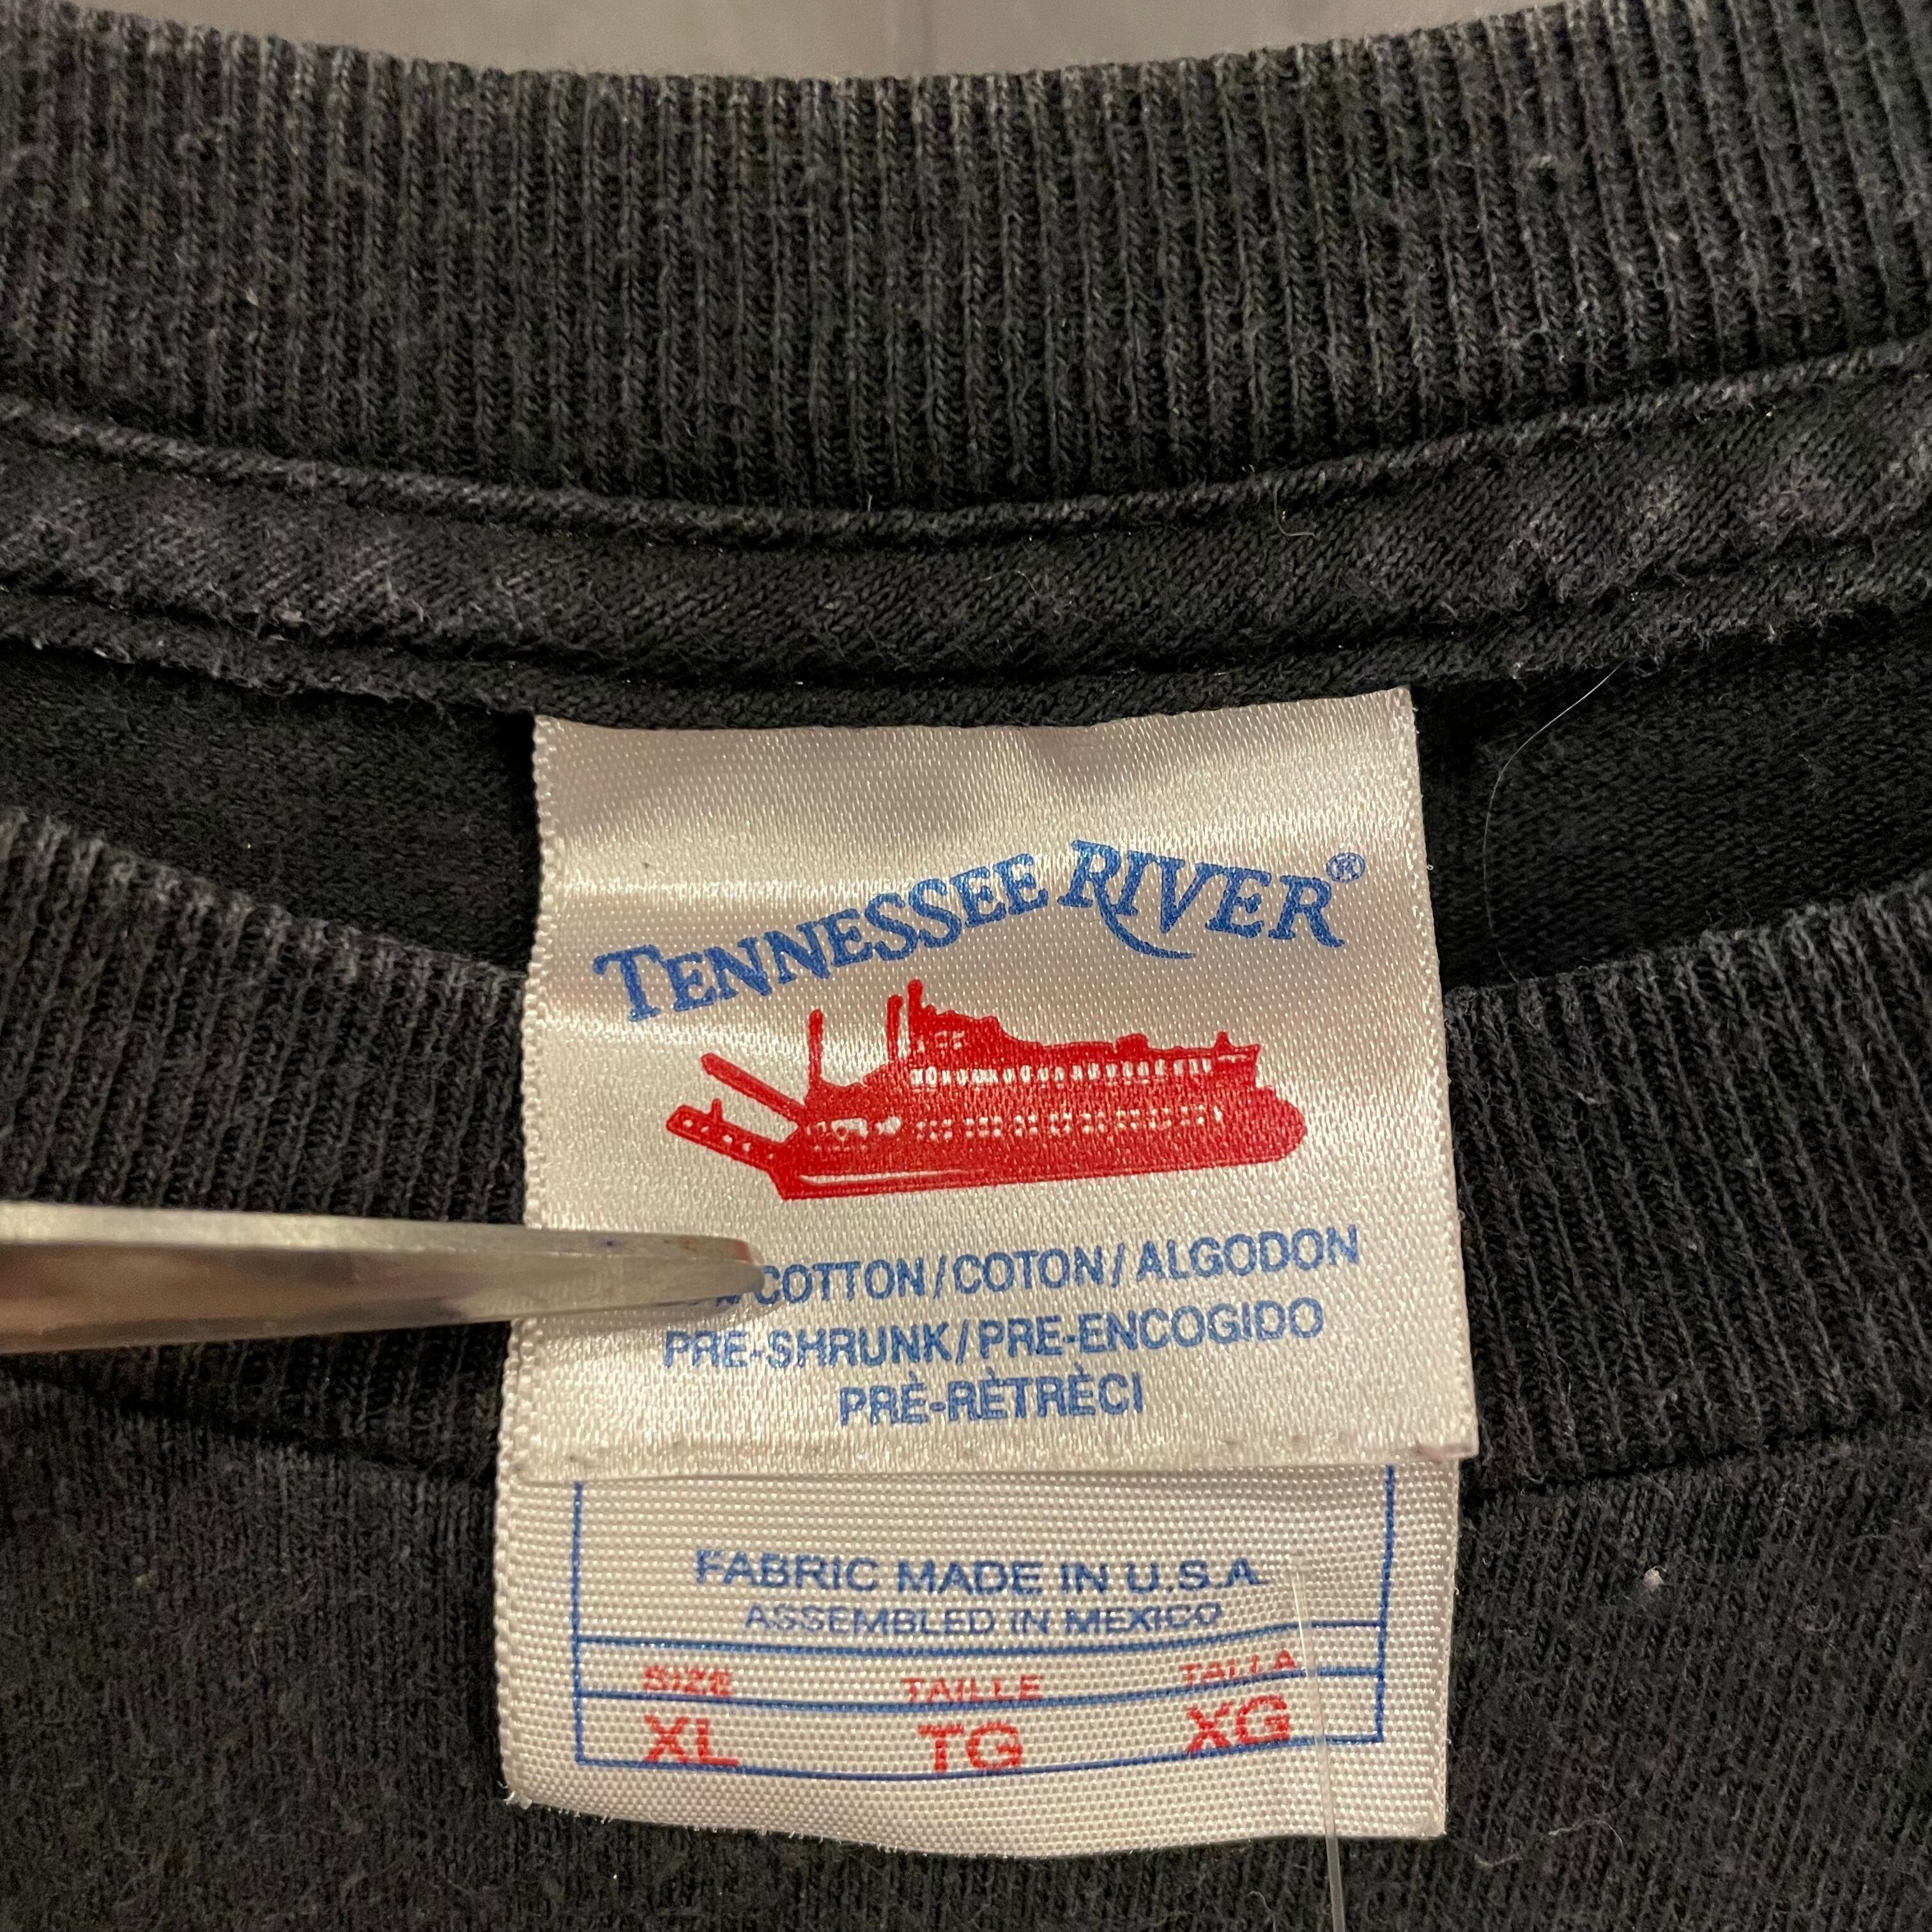 TENNESSEE RIVER®
COTTON/COTON/ALGODON
PRE-SHRUNK/PRE-ENCOGIDO
PRÈ-RÈTRÈCI
FABRIC MADE IN U.S.A.
ASSEMBLED IN MEXICO
SIZE TAILLE TALLA
XL TG XG